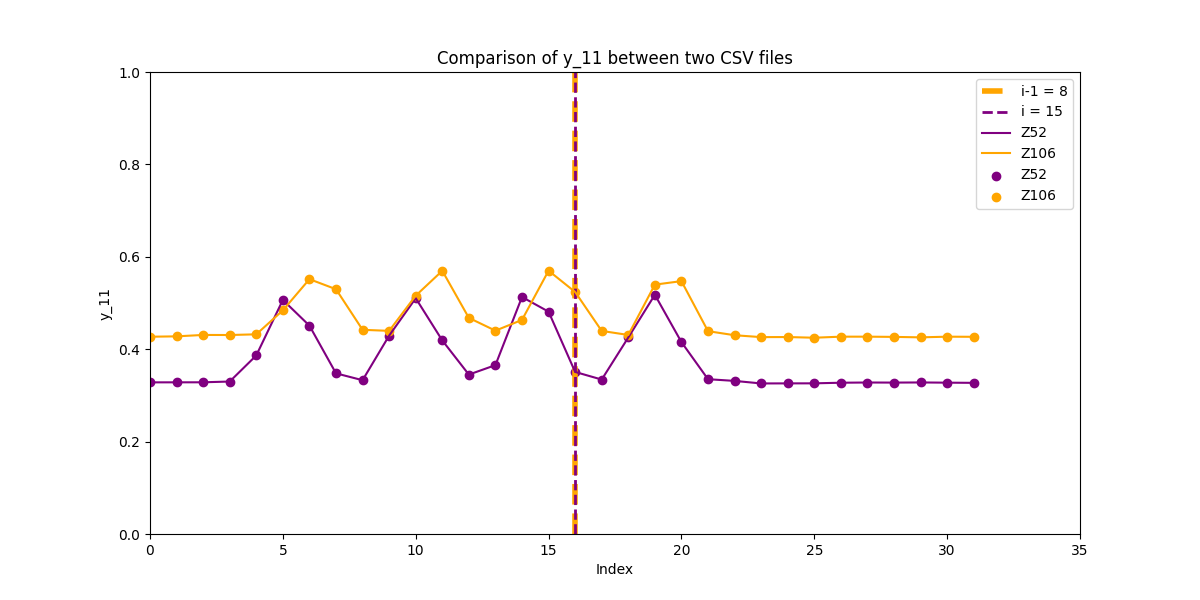 Comparison of y_11 between two CSV files
1.0
0.8
0.6
0.4
0.2
0.0
y_11
0 5 10 15 20 25 30 35
Index
i-1 = 8
i = 15
Z52
Z106
Z52
Z106